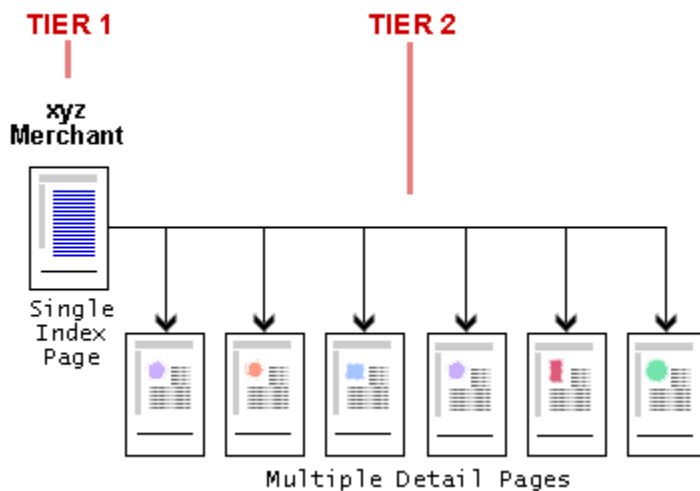 TIER 1
TIER 2
xyz
Merchant
Single
Index
Page
Multiple Detail Pages